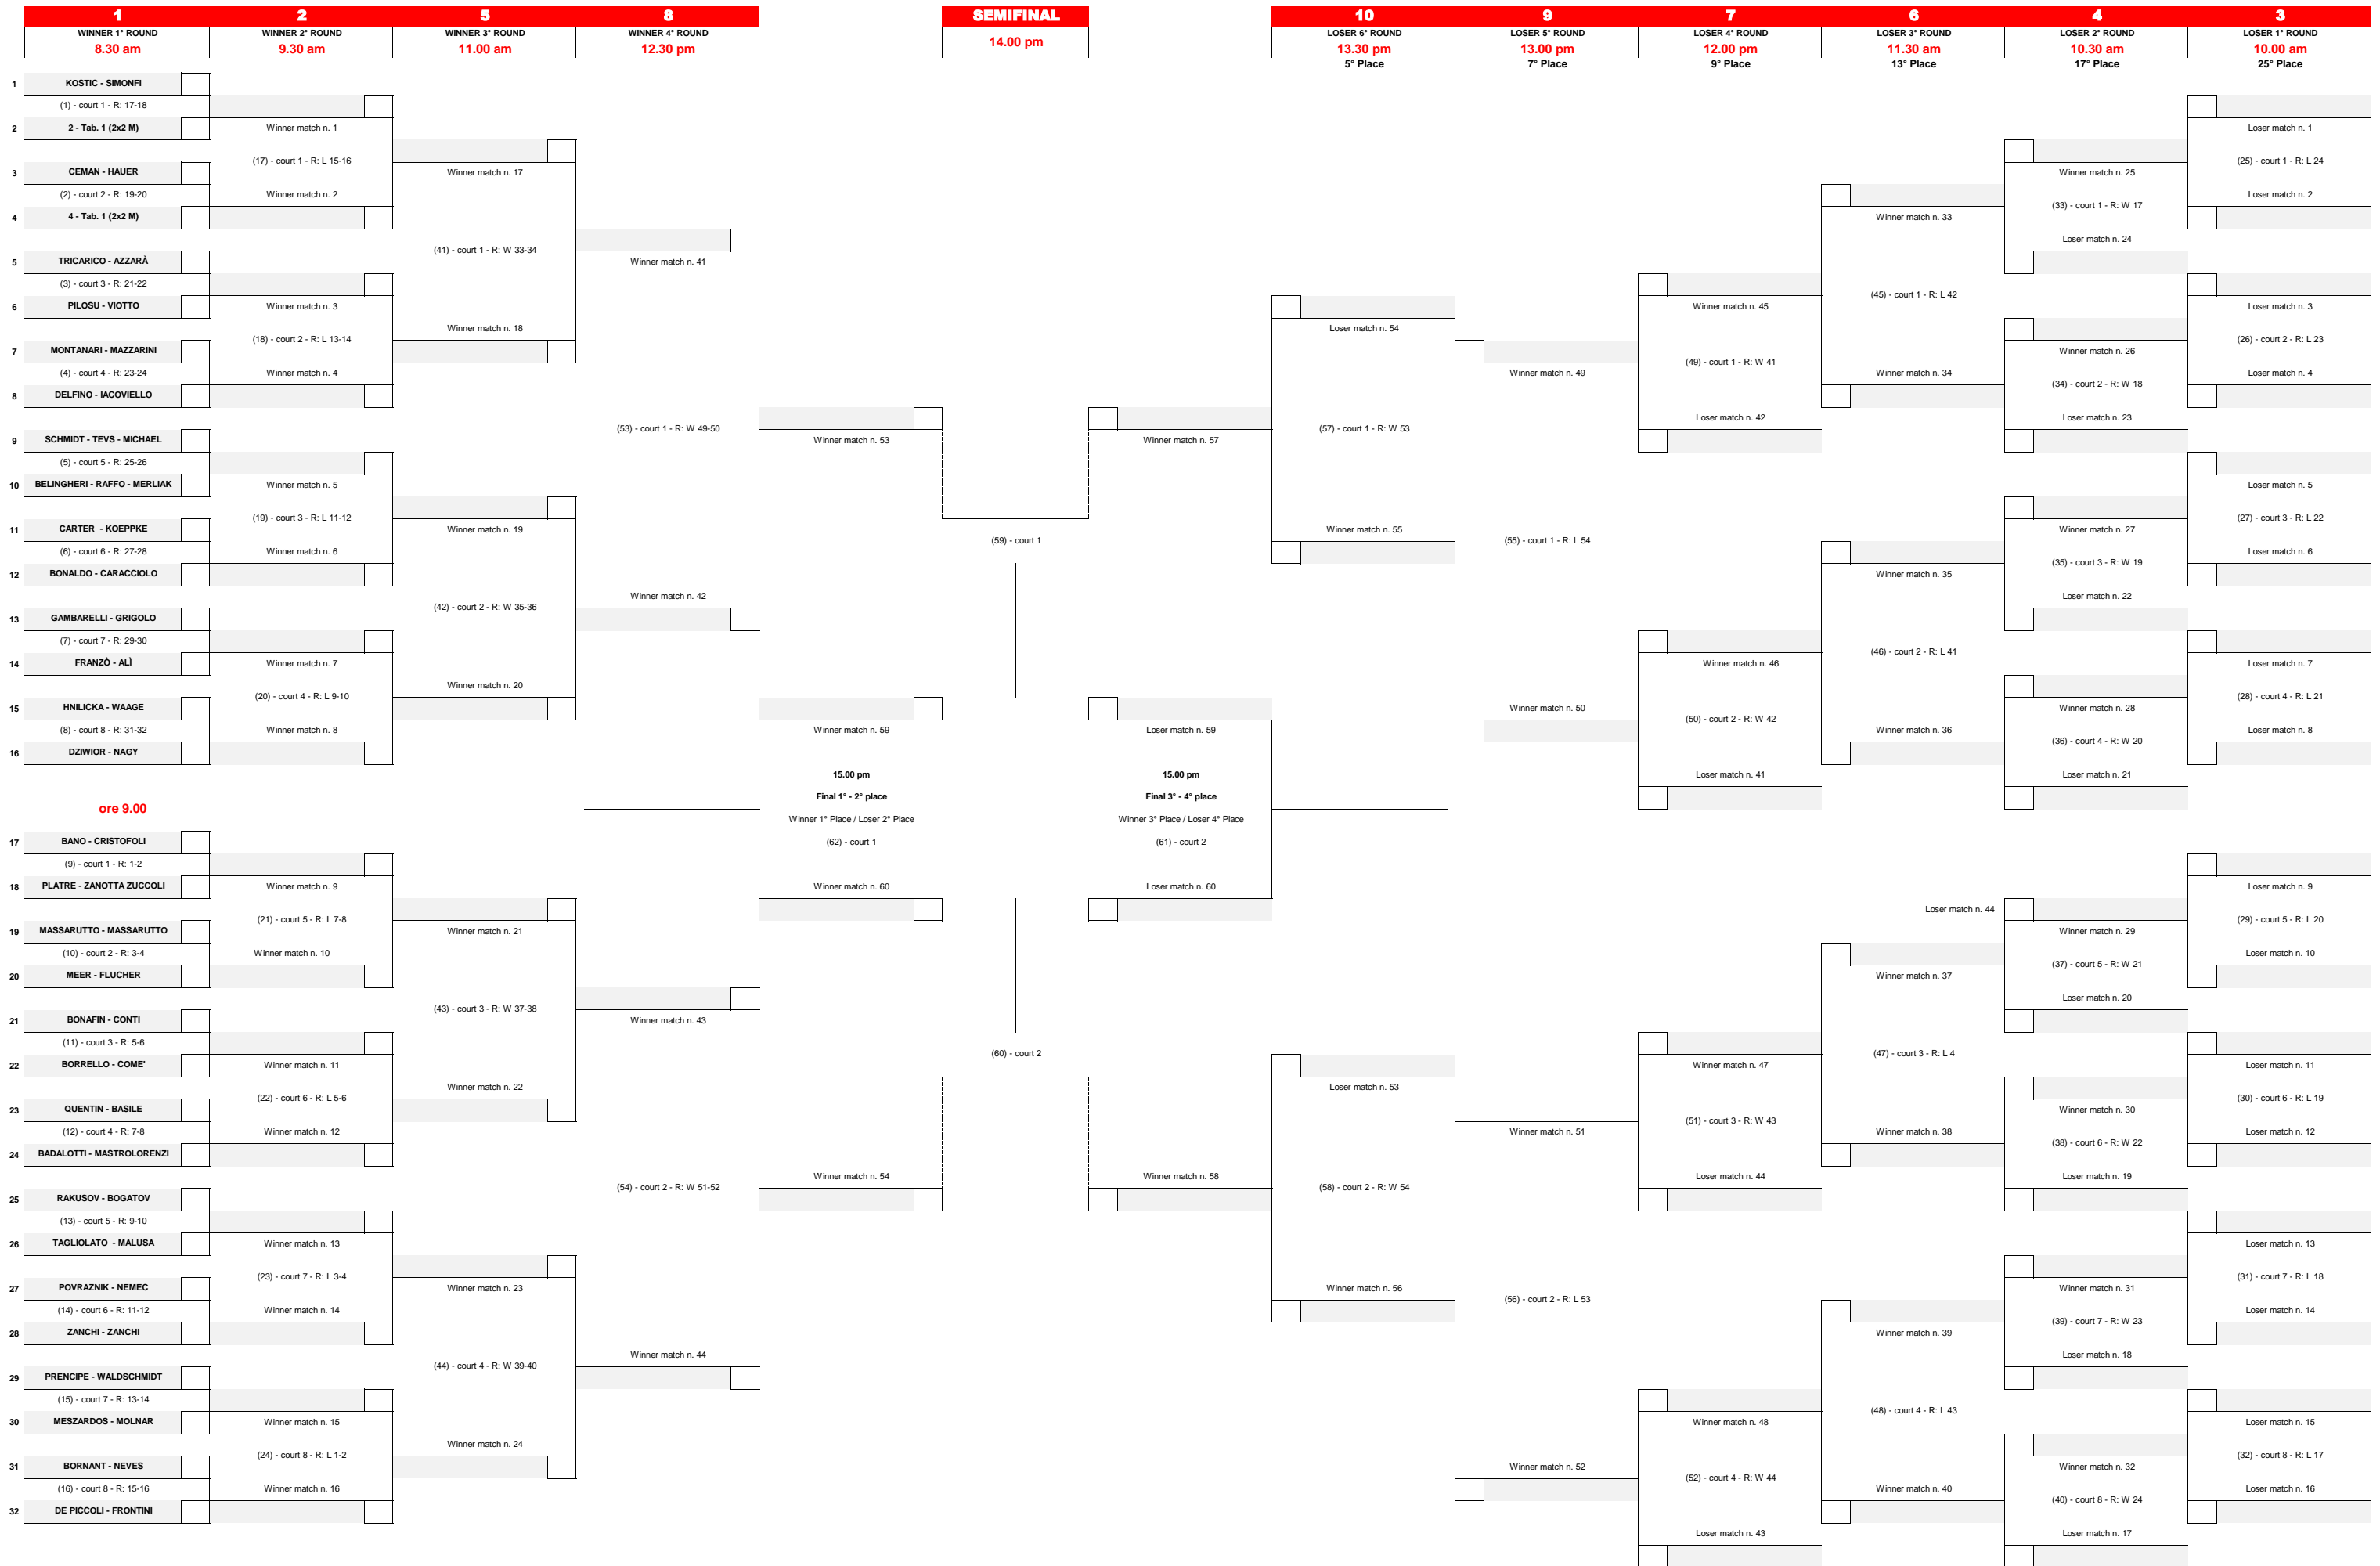 1
2
5
8
SEMIFINAL
10
9
7
6
4
3
WINNER 1° ROUND
WINNER 2° ROUND
WINNER 3° ROUND
WINNER 4° ROUND
LOSER 6° ROUND
LOSER 5° ROUND
LOSER 4° ROUND
LOSER 3° ROUND
LOSER 2° ROUND
LOSER 1° ROUND
8.30 am
9.30 am
11.00 am
12.30 pm
14.00 pm
13.30 pm
13.00 pm
12.00 pm
11.30 am
10.30 am
10.00 am
5° Place
7° Place
9° Place
13° Place
17° Place
25° Place
1 KOSTIC - SIMONFI
(1) - court 1 - R: 17-18
2 2 - Tab. 1 (2x2 M)
3 CEMAN - HAUER
(2) - court 2 - R: 19-20
4 4 - Tab. 1 (2x2 M)
5 TRICARICO - AZZARÀ
(3) - court 3 - R: 21-22
6 PILOSU - VIOTTO
7 MONTANARI - MAZZARINI
(4) - court 4 - R: 23-24
8 DELFINO - IACOVIELLO
9 SCHMIDT - TEVS - MICHAEL
(5) - court 5 - R: 25-26
10 BELINGHERI - RAFFO - MERLIAK
11 CARTER - KOEPPKE
(6) - court 6 - R: 27-28
12 BONALDO - CARACCIOLO
13 GAMBARELLI - GRIGOLO
(7) - court 7 - R: 29-30
14 FRANZÒ - ALÌ
15 HNILICKA - WAAGE
(8) - court 8 - R: 31-32
16 DZIWIOR - NAGY
ore 9.00
17 BANO - CRISTOFOLI
(9) - court 1 - R: 1-2
18 PLATRE - ZANOTTA ZUCCOLI
19 MASSARUTTO - MASSARUTTO
(10) - court 2 - R: 3-4
20 MEER - FLUCHER
21 BONAFIN - CONTI
(11) - court 3 - R: 5-6
22 BORRELLO - COME'
23 QUENTIN - BASILE
(12) - court 4 - R: 7-8
24 BADALOTTI - MASTROLORENZI
25 RAKUSOV - BOGATOV
(13) - court 5 - R: 9-10
26 TAGLIOLATO - MALUSA
27 POVRAZNIK - NEMEC
(14) - court 6 - R: 11-12
28 ZANCHI - ZANCHI
29 PRENCIPE - WALDSCHMIDT
(15) - court 7 - R: 13-14
30 MESZARDOS - MOLNAR
31 BORNANT - NEVES
(16) - court 8 - R: 15-16
32 DE PICCOLI - FRONTINI
Winner match n. 1
(17) - court 1 - R: L 15-16
Winner match n. 2
Winner match n. 3
(18) - court 2 - R: L 13-14
Winner match n. 4
Winner match n. 5
(19) - court 3 - R: L 11-12
Winner match n. 6
Winner match n. 7
(20) - court 4 - R: L 9-10
Winner match n. 8
Winner match n. 9
(21) - court 5 - R: L 7-8
Winner match n. 10
Winner match n. 11
(22) - court 6 - R: L 5-6
Winner match n. 12
Winner match n. 13
(23) - court 7 - R: L 3-4
Winner match n. 14
Winner match n. 15
(24) - court 8 - R: L 1-2
Winner match n. 16
Winner match n. 17
(41) - court 1 - R: W 33-34
Winner match n. 18
Winner match n. 19
(42) - court 2 - R: W 35-36
Winner match n. 20
Winner match n. 21
(43) - court 3 - R: W 37-38
Winner match n. 22
Winner match n. 23
(44) - court 4 - R: W 39-40
Winner match n. 24
Winner match n. 41
(53) - court 1 - R: W 49-50
Winner match n. 42
Winner match n. 43
(54) - court 2 - R: W 51-52
Winner match n. 44
Winner match n. 53
Winner match n. 59
15.00 pm
Final 1° - 2° place
Winner 1° Place / Loser 2° Place
(62) - court 1
Winner match n. 60
Winner match n. 54
(59) - court 1
(60) - court 2
Winner match n. 57
Loser match n. 59
15.00 pm
Final 3° - 4° place
Winner 3° Place / Loser 4° Place
(61) - court 2
Loser match n. 60
Winner match n. 58
Loser match n. 54
(57) - court 1 - R: W 53
Winner match n. 55
Loser match n. 53
(58) - court 2 - R: W 54
Winner match n. 56
Winner match n. 49
(55) - court 1 - R: L 54
Winner match n. 50
Winner match n. 51
(56) - court 2 - R: L 53
Winner match n. 52
Winner match n. 45
(49) - court 1 - R: W 41
Loser match n. 42
Winner match n. 46
(50) - court 2 - R: W 42
Loser match n. 41
Winner match n. 47
(51) - court 3 - R: W 43
Loser match n. 44
Winner match n. 48
(52) - court 4 - R: W 44
Loser match n. 43
Winner match n. 33
(45) - court 1 - R: L 42
Winner match n. 34
Winner match n. 35
(46) - court 2 - R: L 41
Winner match n. 36
Loser match n. 44
Winner match n. 37
(47) - court 3 - R: L 4
Winner match n. 38
Winner match n. 39
(48) - court 4 - R: L 43
Winner match n. 40
Winner match n. 25
(33) - court 1 - R: W 17
Loser match n. 24
Winner match n. 26
(34) - court 2 - R: W 18
Loser match n. 23
Winner match n. 27
(35) - court 3 - R: W 19
Loser match n. 22
Winner match n. 28
(36) - court 4 - R: W 20
Loser match n. 21
Winner match n. 29
(37) - court 5 - R: W 21
Loser match n. 20
Winner match n. 30
(38) - court 6 - R: W 22
Loser match n. 19
Winner match n. 31
(39) - court 7 - R: W 23
Loser match n. 18
Winner match n. 32
(40) - court 8 - R: W 24
Loser match n. 17
Loser match n. 1
(25) - court 1 - R: L 24
Loser match n. 2
Loser match n. 3
(26) - court 2 - R: L 23
Loser match n. 4
Loser match n. 5
(27) - court 3 - R: L 22
Loser match n. 6
Loser match n. 7
(28) - court 4 - R: L 21
Loser match n. 8
Loser match n. 9
(29) - court 5 - R: L 20
Loser match n. 10
Loser match n. 11
(30) - court 6 - R: L 19
Loser match n. 12
Loser match n. 13
(31) - court 7 - R: L 18
Loser match n. 14
Loser match n. 15
(32) - court 8 - R: L 17
Loser match n. 16